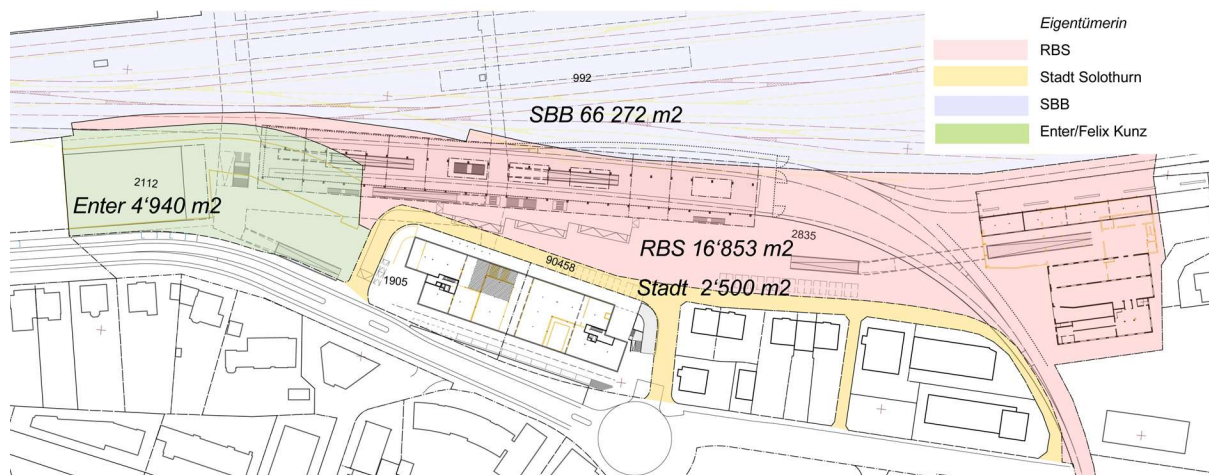 Eigentümerin
RBS
Stadt Solothurn
SBB
Enter/Felix Kunz
992
SBB 66 272 m2
2112
Enter 4‘940 m2
2835
RBS 16‘853 m2
90458
1905
Stadt 2‘500 m2